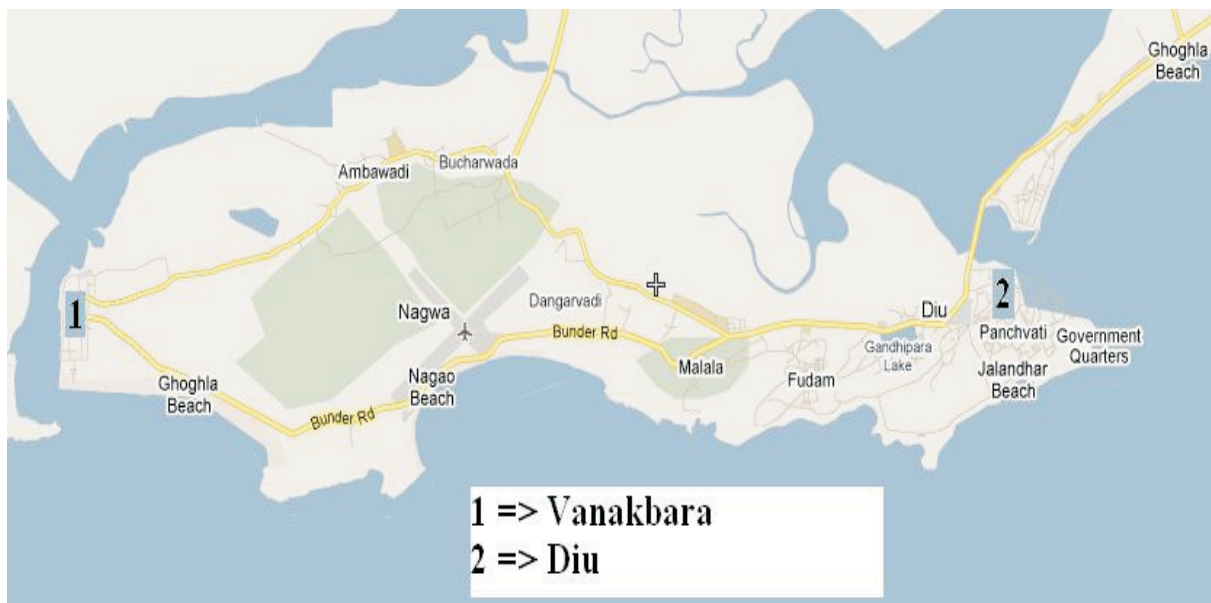 Ghoghla
Beach
Ambawadi
Bucharwada
1
Nagwa
Dangarvadi
Bunder Rd
2
Diu
Panchvati
Government
Quarters
Gandhipara
Lake
Malala
Fudam
Jalandhar
Beach
Ghoghla
Beach
Nagao
Beach
Bunder Rd
1 => Vanakbara
2 => Diu